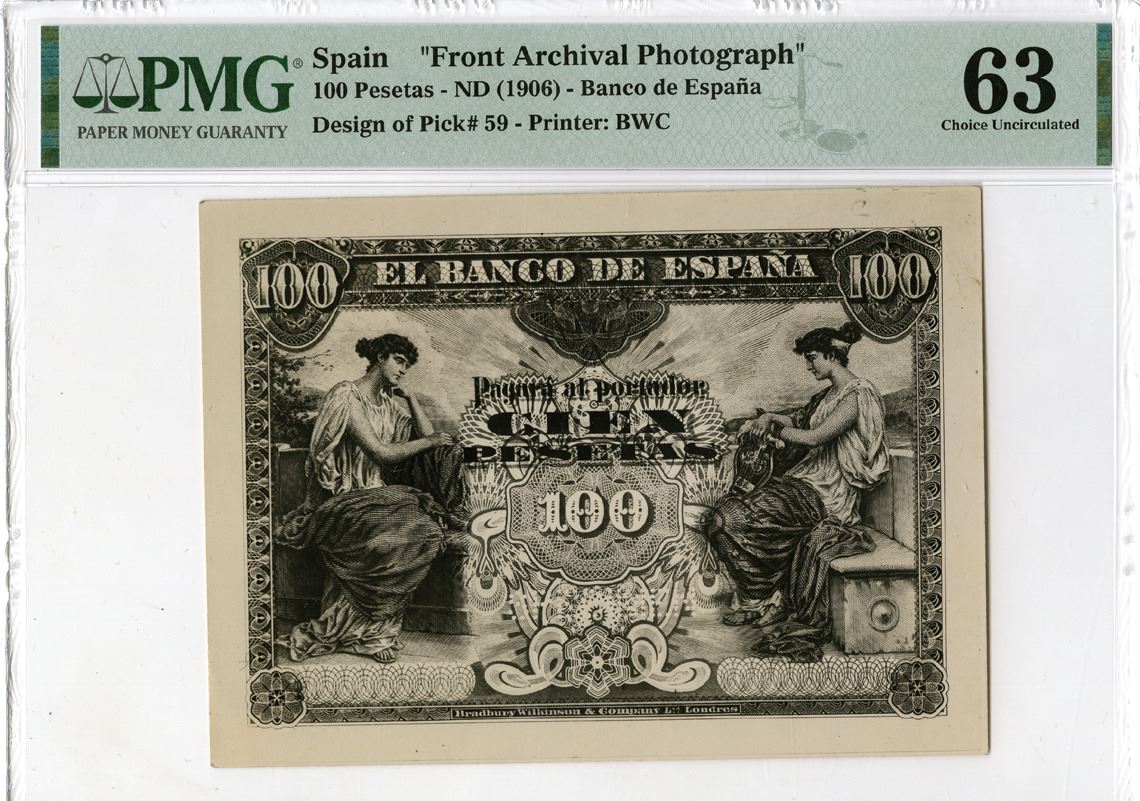 PMG®
PAPER MONEY GUARANTY
Spain "Front Archival Photograph"
100 Pesetas - ND (1906) - Banco de España
Design of Pick# 59 - Printer: BWC
63
Choice Uncirculated
100 EL BANCO DE ESPAÑA 100
Pagará al portador
CIEN
PESETAS
100
Bradbury Wilkinson & Company Ld. Londres